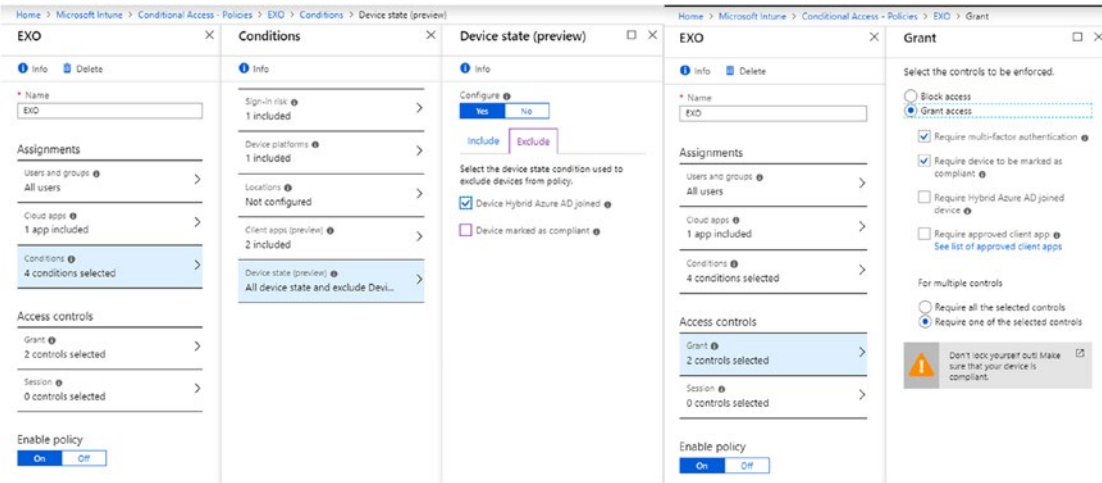 Home > Microsoft Intune > Conditional Access - Policies > EXO > Conditions > Device state (preview)
EXO
Info Delete
* Name
EXO
Assignments
Users and groups
All users
Cloud apps
1 app included
Conditions
4 conditions selected
Access controls
Grant
2 controls selected
Session
0 controls selected
Enable policy
On Off
Conditions
Info
Sign-in risk
1 included
Device platforms
1 included
Locations
Not configured
Client apps (preview)
2 included
Device state (preview)
All device state and exclude Devi...
Device state (preview)
Info
Configure
Yes No
Include Exclude
Select the device state condition used to
exclude devices from policy.
Device Hybrid Azure AD joined
Device marked as compliant
Home > Microsoft Intune > Conditional Access - Policies > EXO > Grant
EXO
Info Delete
* Name
EXO
Assignments
Users and groups
All users
Cloud apps
1 app included
Conditions
4 conditions selected
Access controls
Grant
2 controls selected
Session
0 controls selected
Enable policy
On Off
Grant
Select the controls to be enforced.
Block access
Grant access
Require multi-factor authentication
Require device to be marked as
compliant
Require Hybrid Azure AD joined
device
Require approved client app
See list of approved client apps
For multiple controls
Require all the selected controls
Require one of the selected controls
Don't lock yourself out! Make
sure that your device is
compliant.